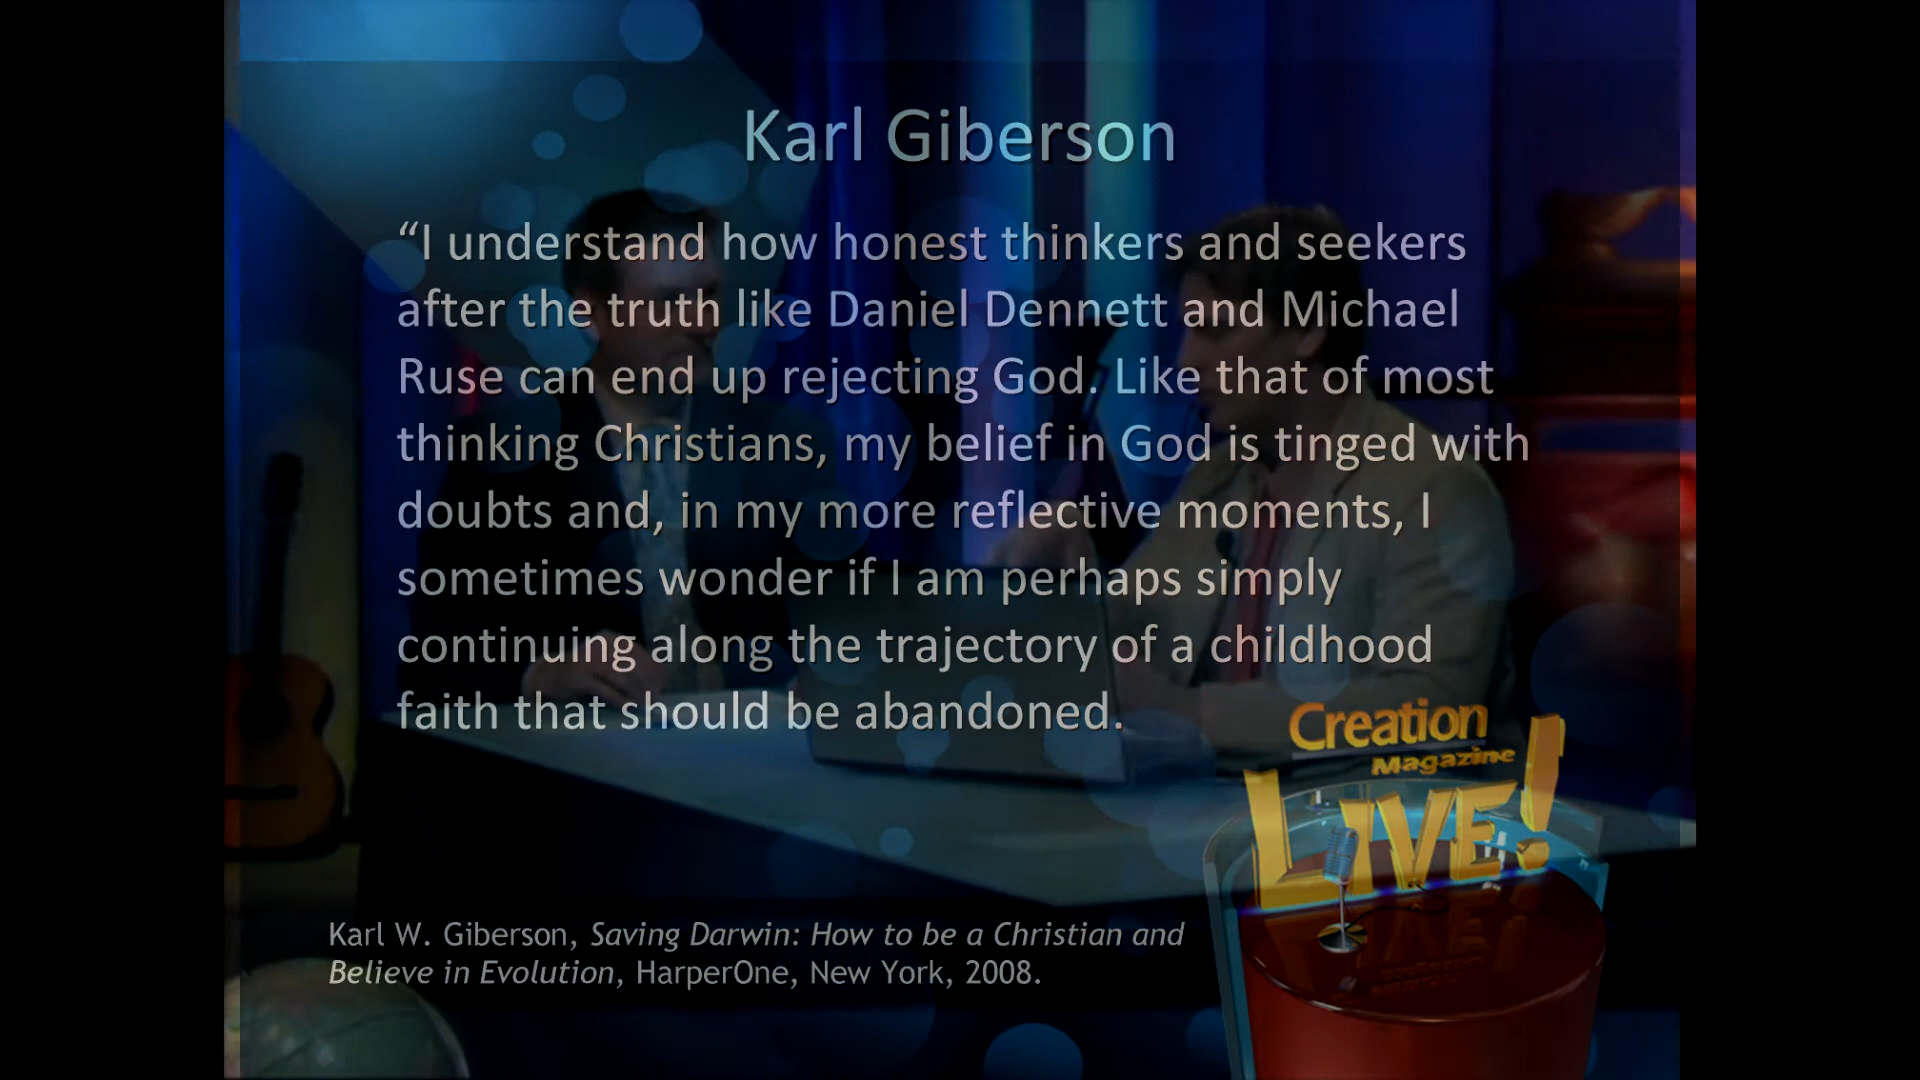 Karl Giberson
“I understand how honest thinkers and seekers
after the truth like Daniel Dennett and Michael
Ruse can end up rejecting God. Like that of most
thinking Christians, my belief in God is tinged with
doubts and, in my more reflective moments, I
sometimes wonder if I am perhaps simply
continuing along the trajectory of a childhood
faith that should be abandoned.
Creation
Magazine
LIVE!
Karl W. Giberson, Saving Darwin: How to be a Christian and
Believe in Evolution, HarperOne, New York, 2008.